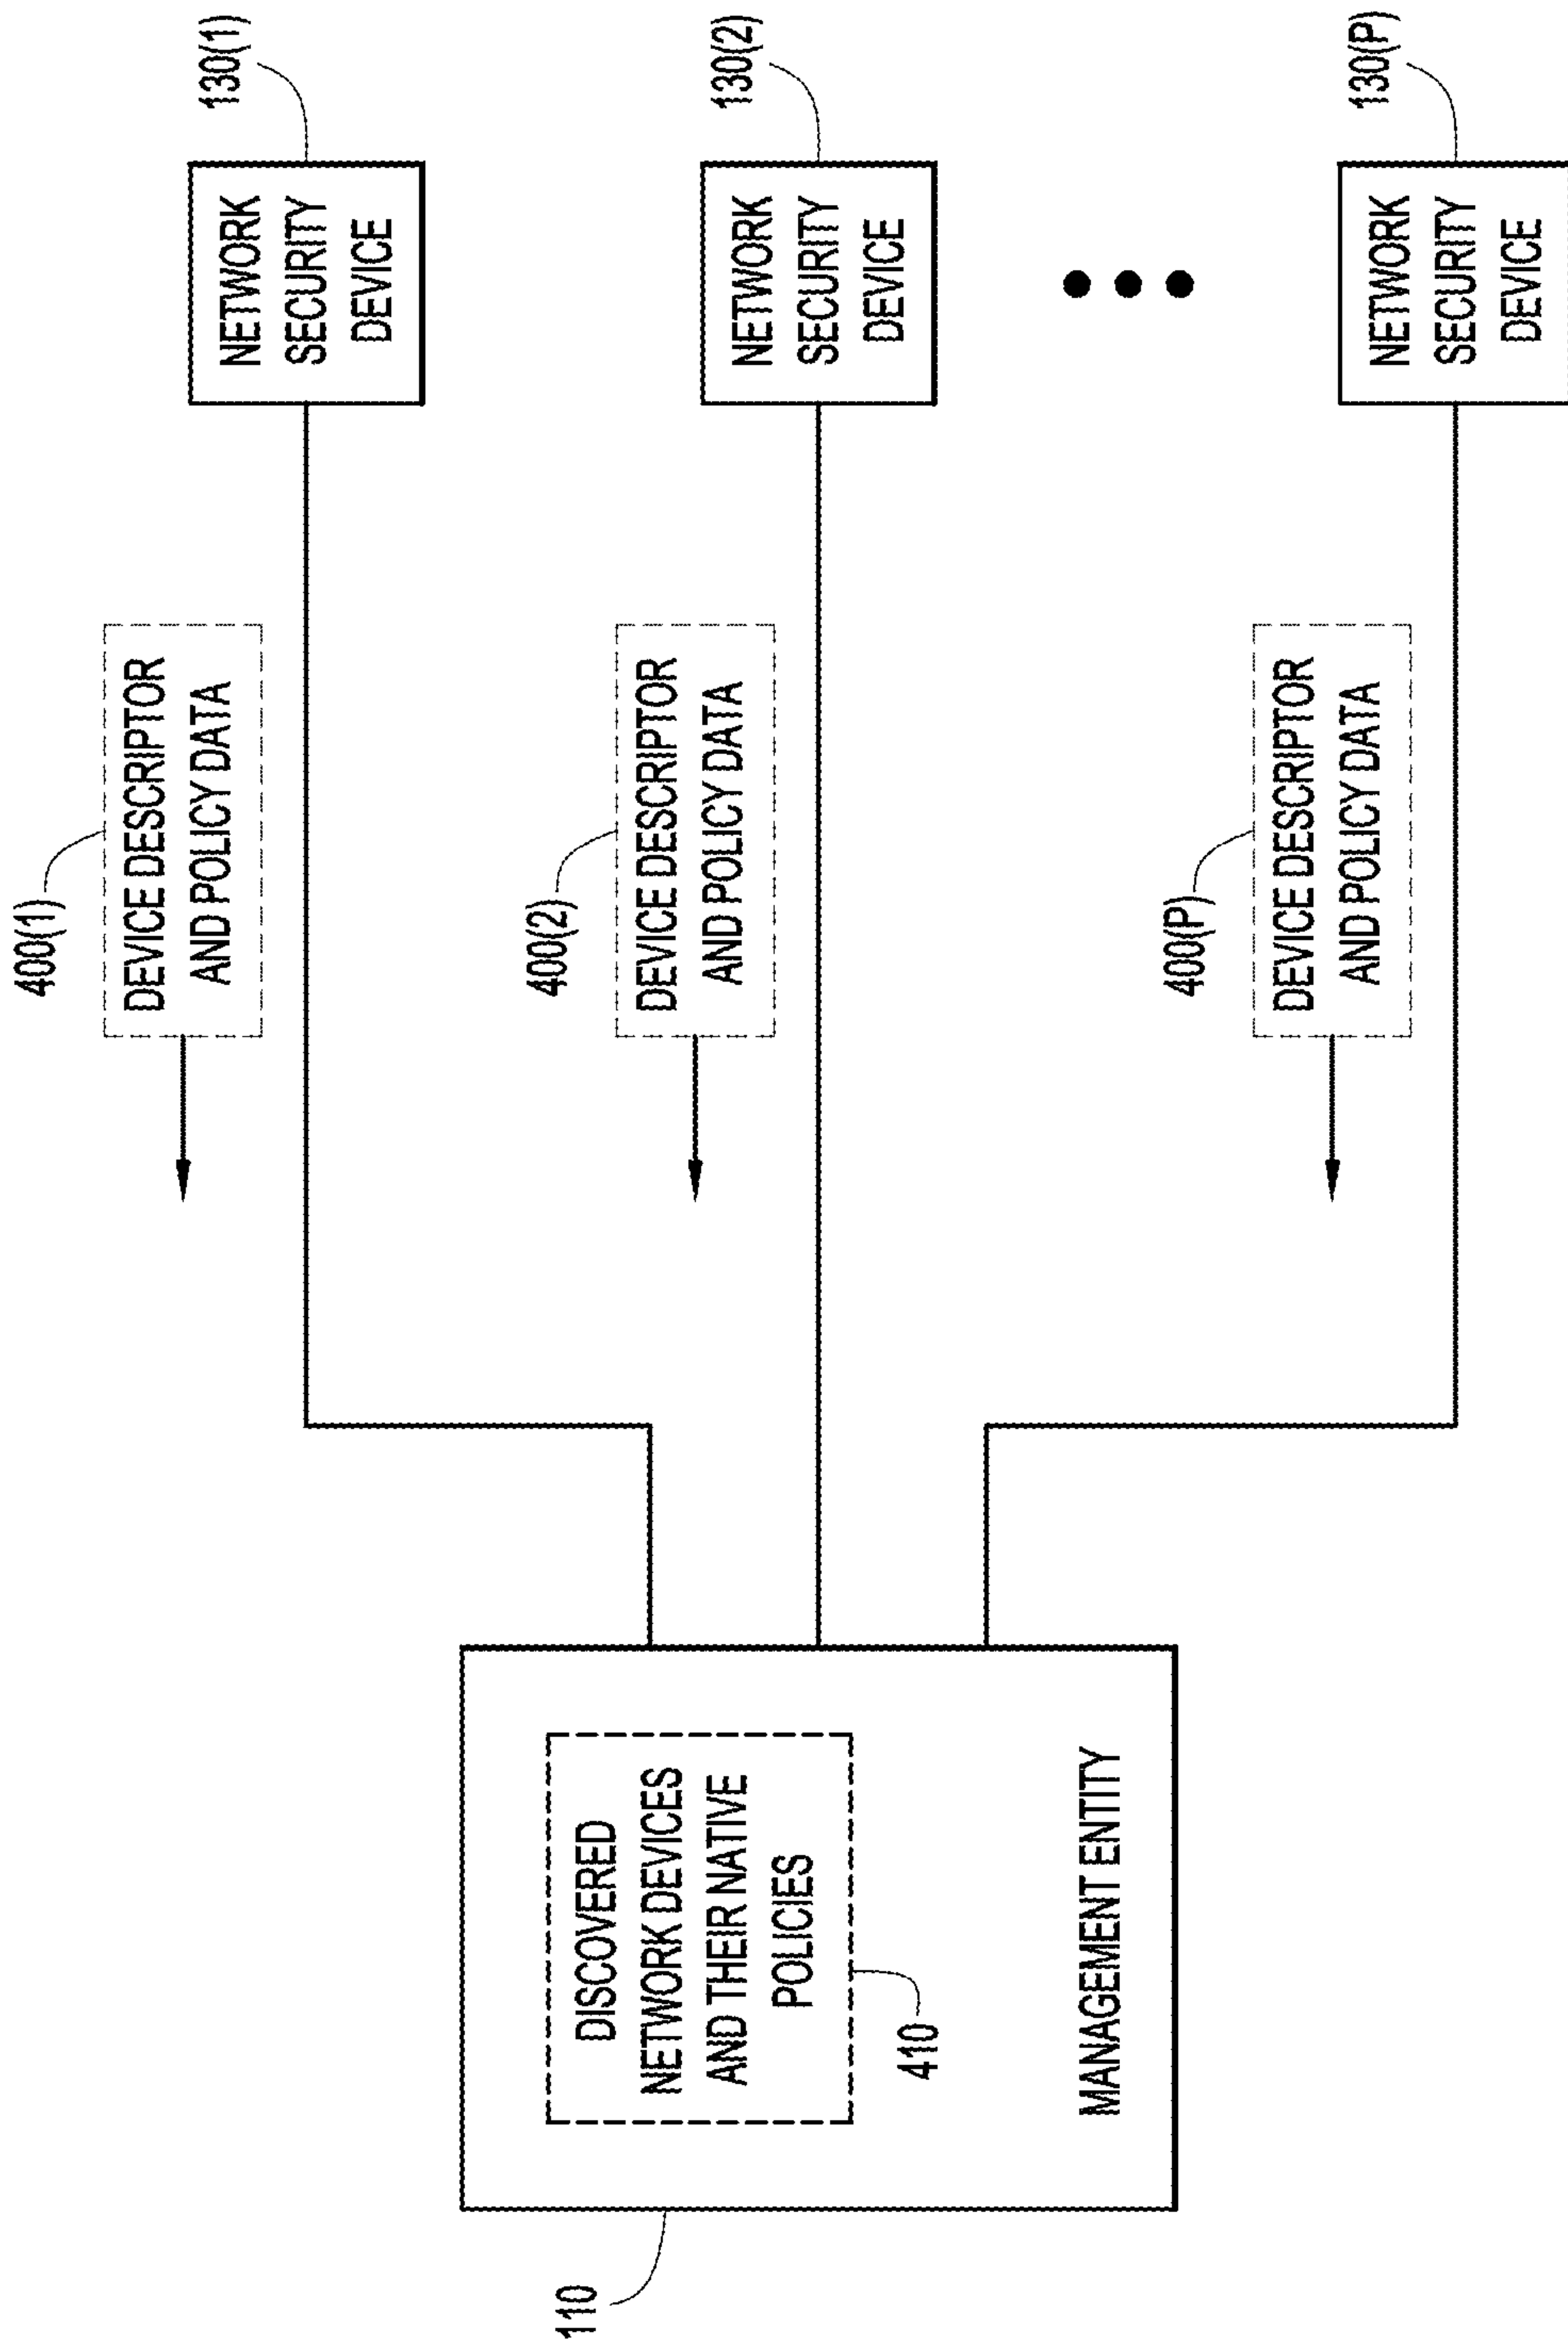 130(1)
NETWORK
SECURITY
DEVICE
400(1)
DEVICE DESCRIPTOR
AND POLICY DATA
130(2)
NETWORK
SECURITY
DEVICE
400(2)
DEVICE DESCRIPTOR
AND POLICY DATA
130(P)
NETWORK
SECURITY
DEVICE
400(P)
DEVICE DESCRIPTOR
AND POLICY DATA
DISCOVERED
NETWORK DEVICES
AND THEIR NATIVE
POLICIES
410
MANAGEMENT ENTITY
110